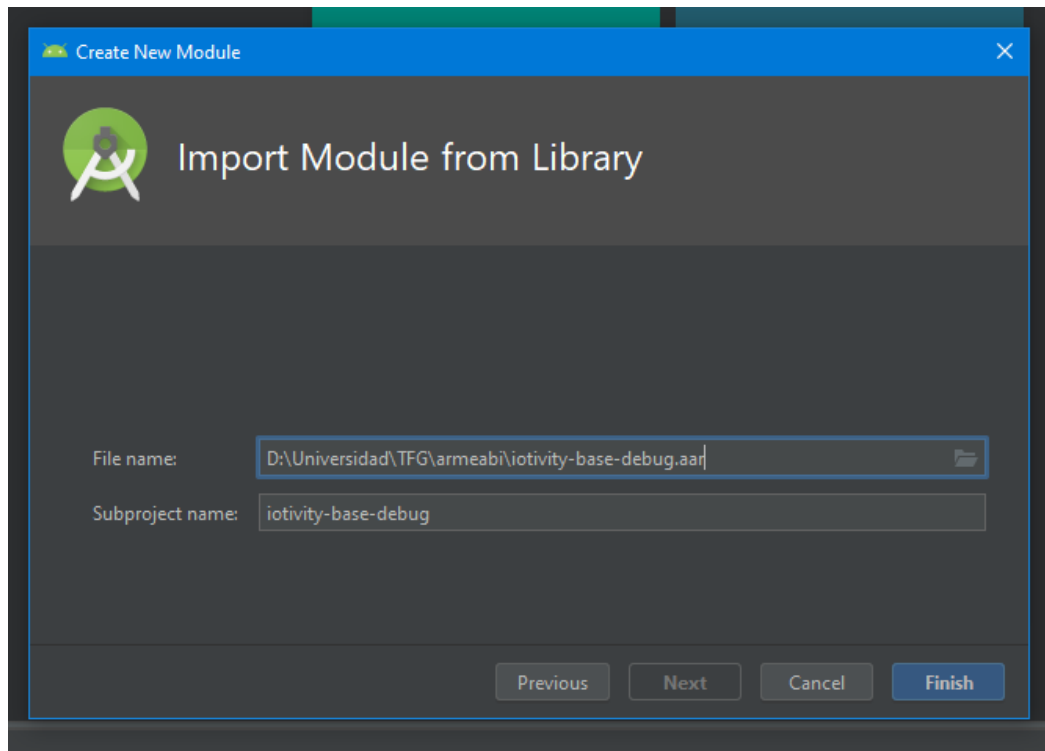 Create New Module
Import Module from Library
File name: D:\Universidad\TFG\armeabi\iotivity-base-debug.aar
Subproject name: iotivity-base-debug
Previous Next Cancel Finish